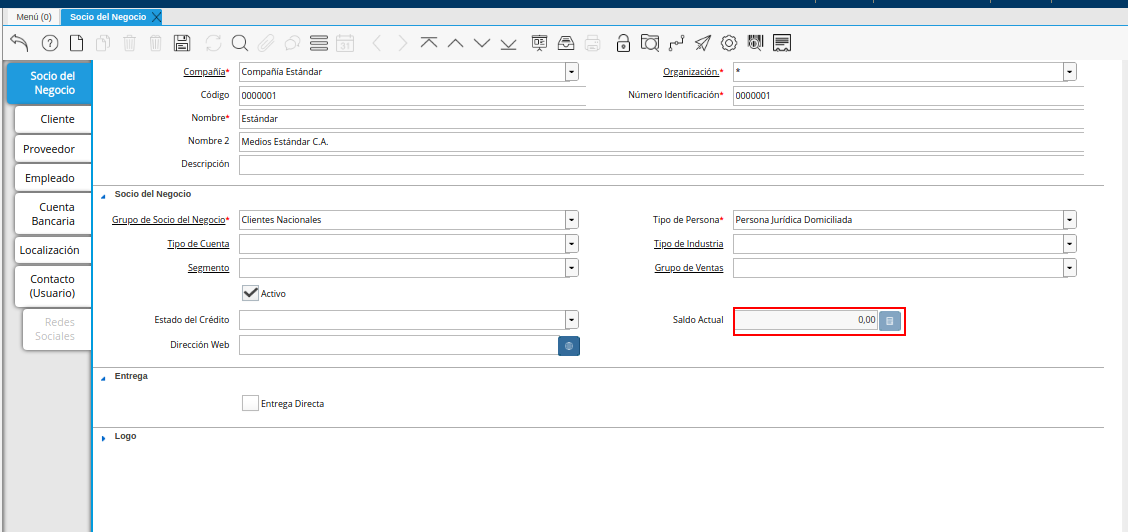 Menú (0) Socio del Negocio
31
Socio del
Negocio
Cliente
Proveedor
Empleado
Cuenta
Bancaria
Localización
Contacto
(Usuario)
Redes
Sociales
Compañía* Compañía Estándar Organización.* *
Código 0000001 Número Identificación* 0000001
Nombre* Estándar
Nombre 2 Medios Estándar C.A.
Descripción
Socio del Negocio
Grupo de Socio del Negocio* Clientes Nacionales Tipo de Persona* Persona Jurídica Domiciliada
Tipo de Cuenta Tipo de Industria
Segmento Grupo de Ventas
Activo
Estado del Crédito Saldo Actual 0,00
Dirección Web
Entrega
Entrega Directa
Logo